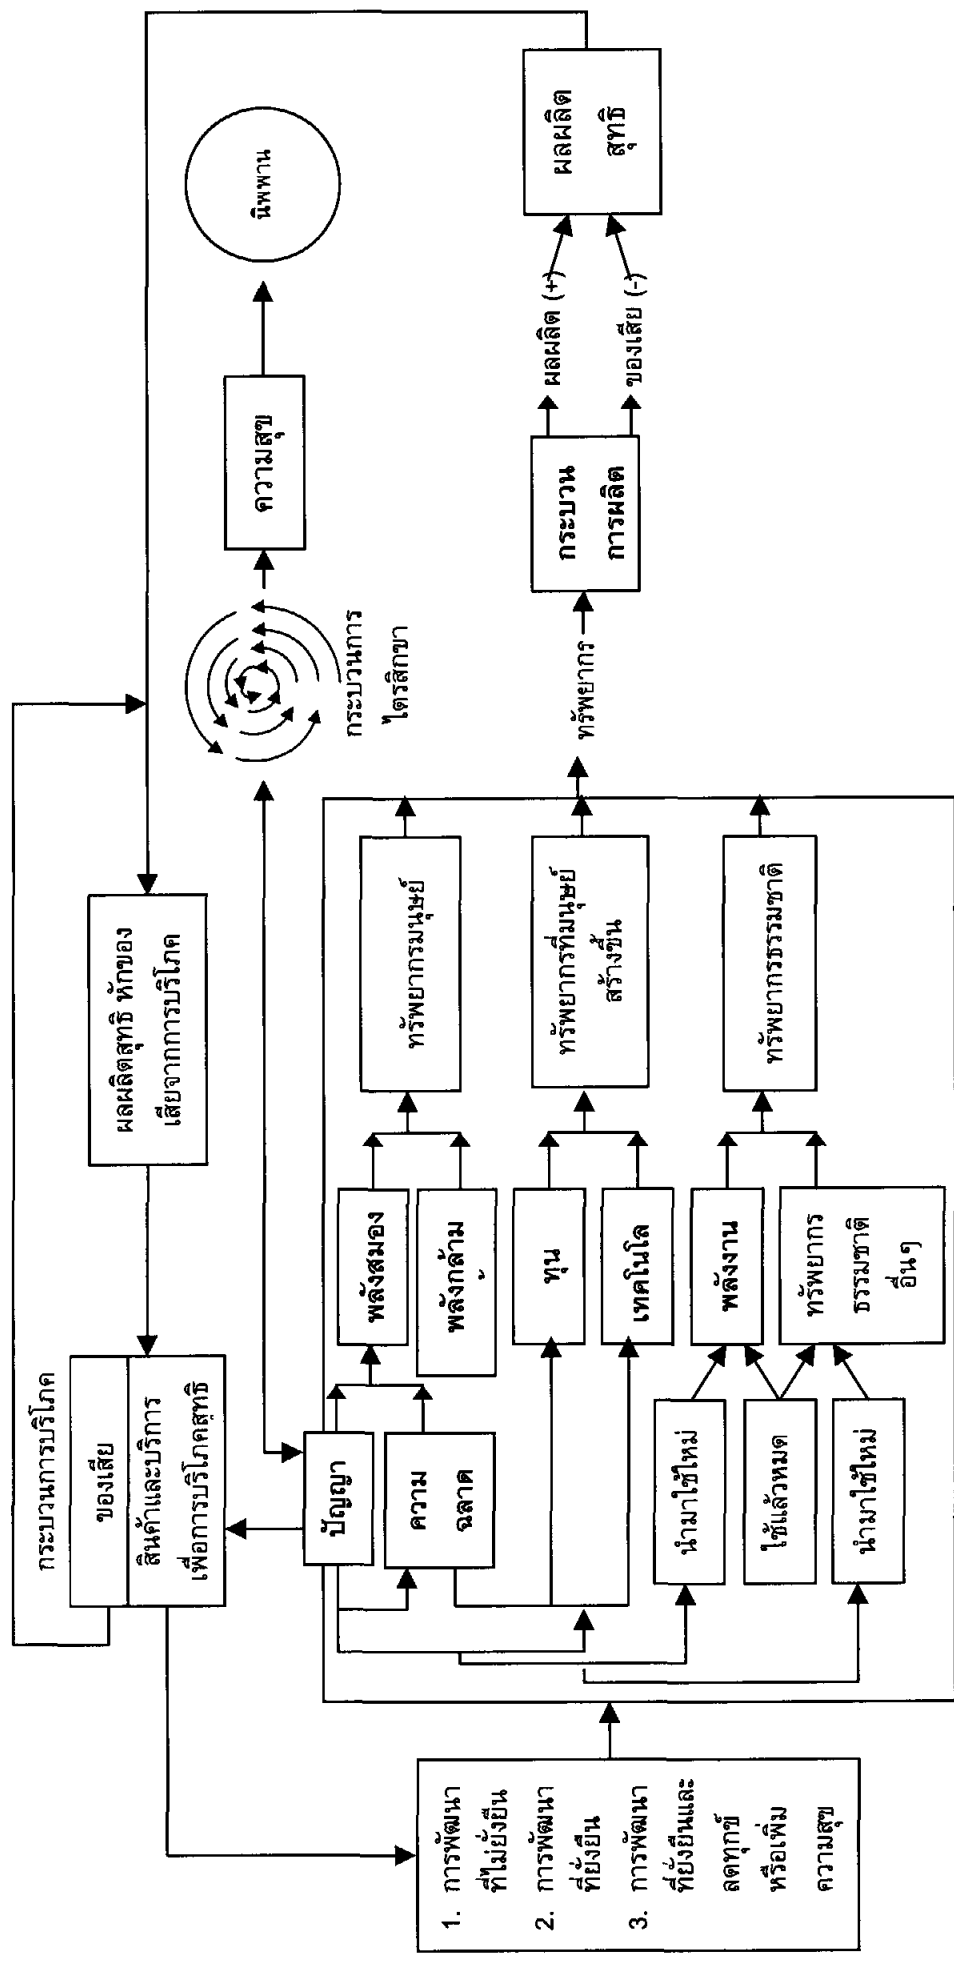 กระบวนการบริโภค
ของเสีย
สินค้าและบริการ
เพื่อการบริโภคสุทธิ
ผลผลิตสุทธิ หักของ
เสียจากการบริโภค
1. การพัฒนา
ที่ไม่ยั่งยืน
2. การพัฒนา
ที่ยั่งยืน
3. การพัฒนา
ที่ยั่งยืนและ
ลดทุกข์
หรือเพิ่ม
ความสุข
ปัญญา
ความ
ฉลาด
นำมาใช้ใหม่
ใช้แล้วหมด
นำมาใช้ใหม่
พลังสมอง
พลังกล้าม
ทุน
เทคโนโล
พลังงาน
ทรัพยากร
ธรรมชาติ
อื่นๆ
ทรัพยากรมนุษย์
ทรัพยากรที่มนุษย์
สร้างขึ้น
ทรัพยากรธรรมชาติ
กระบวนการ
ไตรสิกขา
ความสุข
นิพพาน
ทรัพยากร
กระบวน
การผลิต
ผลผลิต (+)
ของเสีย (-)
ผลผลิต
สุทธิ